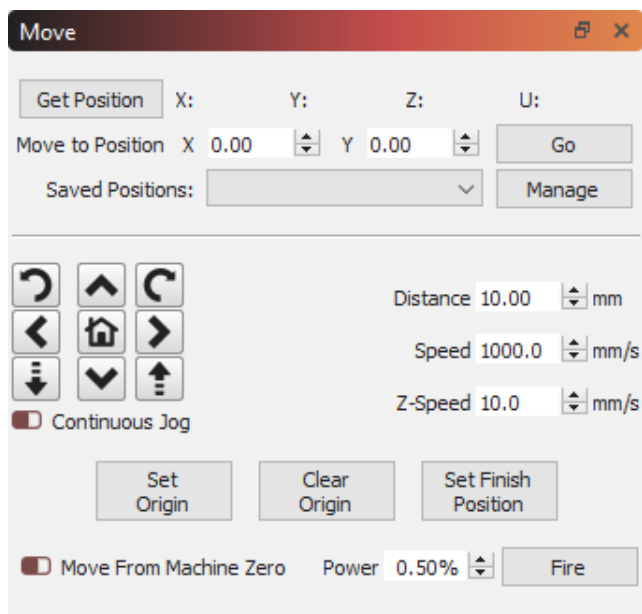 Move
Get Position X: Y: Z: U:
Move to Position X 0.00 Y 0.00 Go
Saved Positions: Manage
Distance 10.00 mm
Speed 1000.0 mm/s
Z-Speed 10.0 mm/s
Continuous Jog
Set Origin Clear Origin Set Finish Position
Move From Machine Zero Power 0.50% Fire